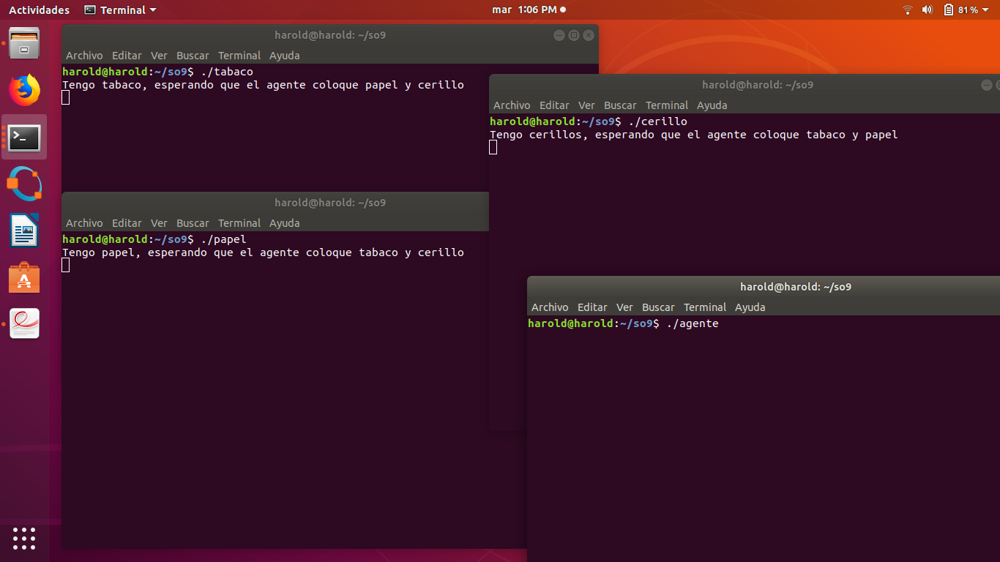 Actividades Terminal mar 1:06 PM 81%
harold@harold: ~/so9
Archivo Editar Ver Buscar Terminal Ayuda
harold@harold:~/so9$ ./tabaco
Tengo tabaco, esperando que el agente coloque papel y cerillo
harold@harold: ~/so9
Archivo Editar Ver Buscar Terminal Ayuda
harold@harold:~/so9$ ./cerillo
Tengo cerillos, esperando que el agente coloque tabaco y papel
harold@harold: ~/so9
Archivo Editar Ver Buscar Terminal Ayuda
harold@harold:~/so9$ ./papel
Tengo papel, esperando que el agente coloque tabaco y cerillo
harold@harold: ~/so9
Archivo Editar Ver Buscar Terminal Ayuda
harold@harold:~/so9$ ./agente